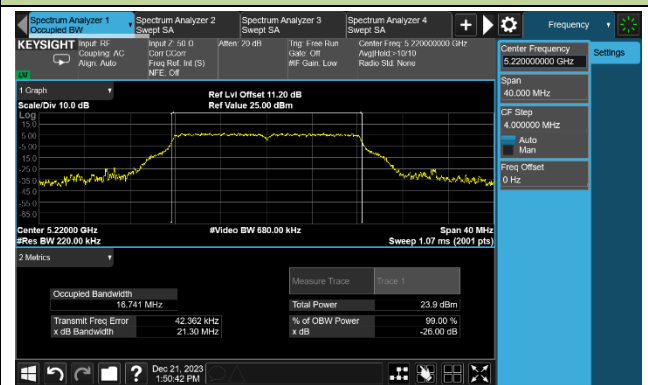 Spectrum Analyzer 1
Occupied BW
Spectrum Analyzer 2
Swept SA
Spectrum Analyzer 3
Swept SA
Spectrum Analyzer 4
Swept SA
+
Frequency
KEYSIGHT
Input: RF
Coupling: AC
Align: Auto
Input Z: 50 Ω
Corr CCorr
Freq Ref: Int (S)
NFE: Off
Atten: 20 dB
Trig: Free Run
Gate: Off
#IF Gain: Low
Center Freq: 5.220000000 GHz
Avg|Hold:>10/10
Radio Std: None
LW
Center Frequency
5.220000000 GHz
Settings
Span
40.000 MHz
CF Step
4.000000 MHz
Auto
Man
Freq Offset
0 Hz
1 Graph
Scale/Div 10.0 dB
Ref Lvl Offset 11.20 dB
Ref Value 25.00 dBm
Log
15.0
5.00
-5.00
-15.0
-25.0
-35.0
-45.0
-55.0
-65.0
Center 5.22000 GHz
#Res BW 220.00 kHz
#Video BW 680.00 kHz
Span 40 MHz
Sweep 1.07 ms (2001 pts)
2 Metrics
Measure Trace
Trace 1
Occupied Bandwidth
16.741 MHz
Total Power
23.9 dBm
Transmit Freq Error
42.362 kHz
% of OBW Power
99.00 %
x dB Bandwidth
21.30 MHz
x dB
-26.00 dB
?
Dec 21, 2023
1:50:42 PM